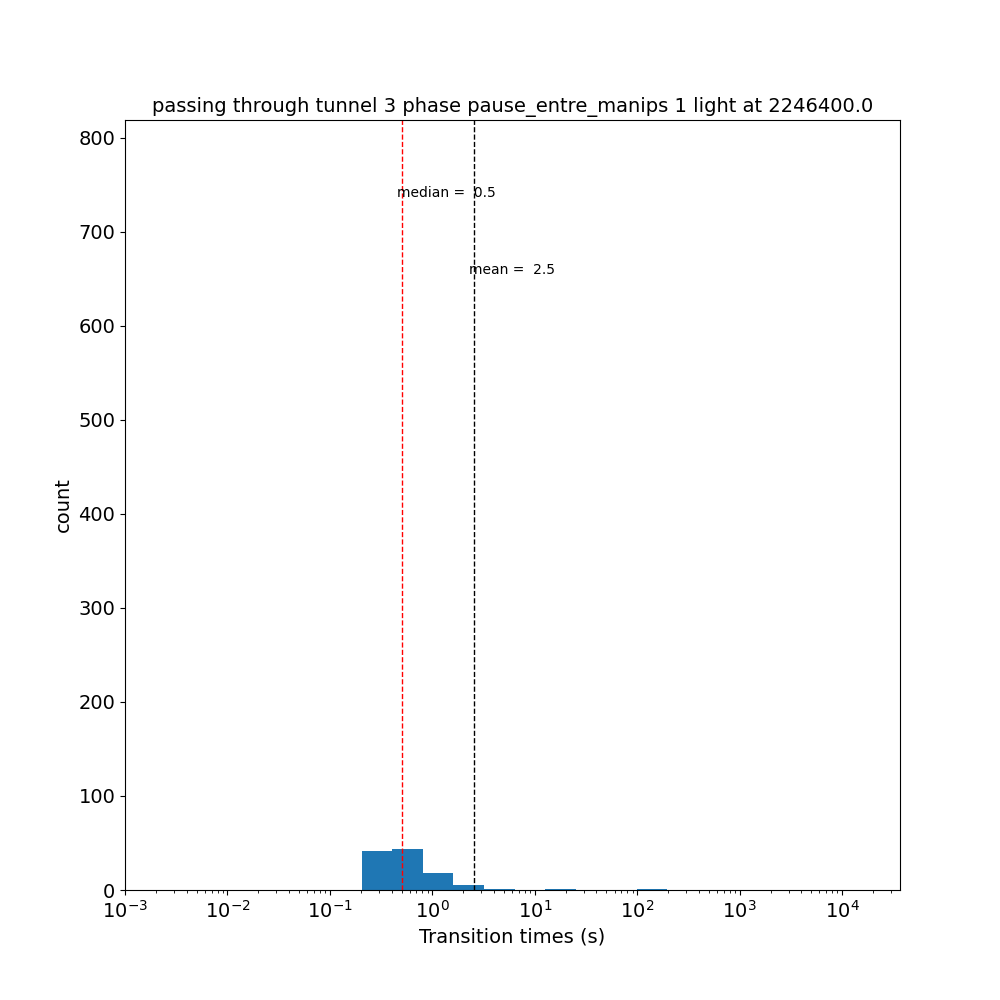 passing through tunnel 3 phase pause_entre_manips 1 light at 2246400.0
800
median =  0.5
700
mean =  2.5
600
500
count
400
300
200
100
0
10⁻³ 10⁻² 10⁻¹ 10⁰ 10¹ 10² 10³ 10⁴
Transition times (s)